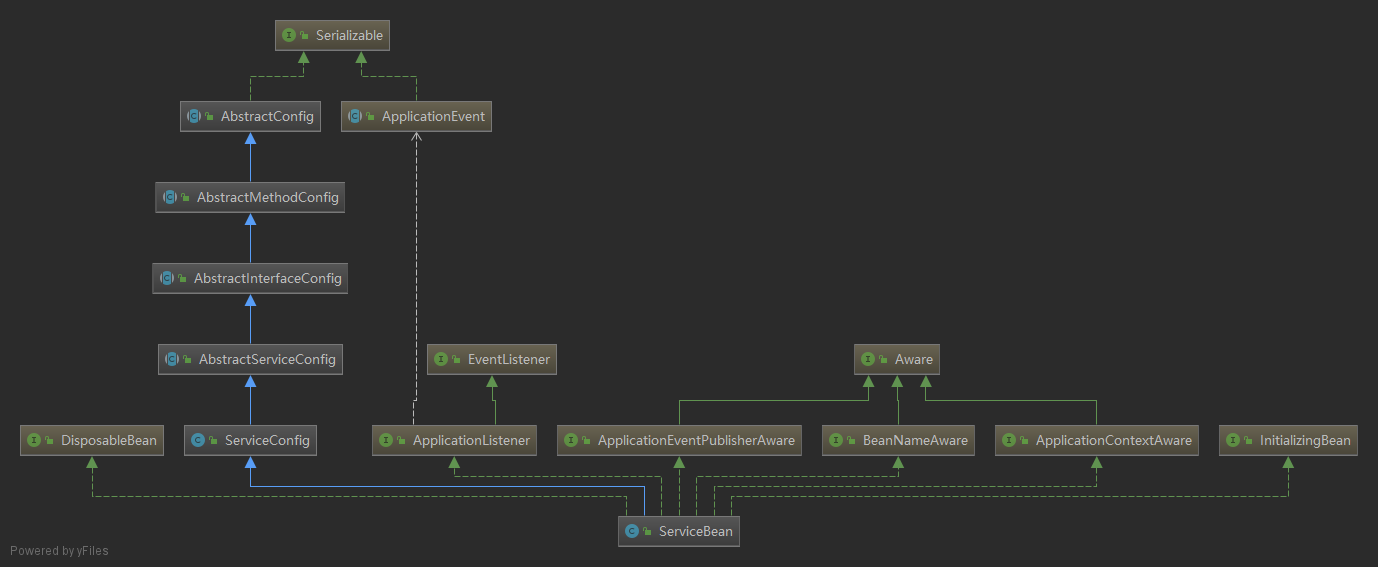 Serializable
AbstractConfig
ApplicationEvent
AbstractMethodConfig
AbstractInterfaceConfig
AbstractServiceConfig
EventListener
Aware
DisposableBean
ServiceConfig
ApplicationListener
ApplicationEventPublisherAware
BeanNameAware
ApplicationContextAware
InitializingBean
ServiceBean
Powered by yFiles